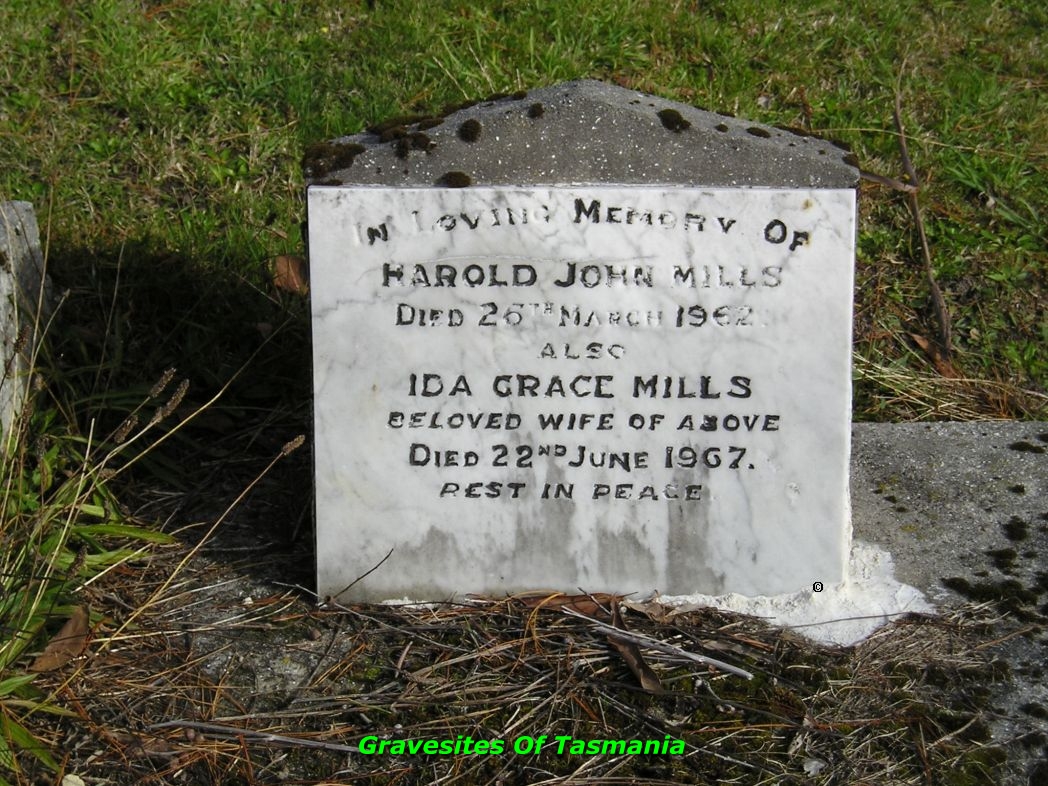 IN LOVING MEMORY OF
HAROLD JOHN MILLS
DIED 26TH MARCH 1962.
ALSO
IDA GRACE MILLS
BELOVED WIFE OF ABOVE
DIED 22ND JUNE 1967.
REST IN PEACE
©
Gravesites Of Tasmania